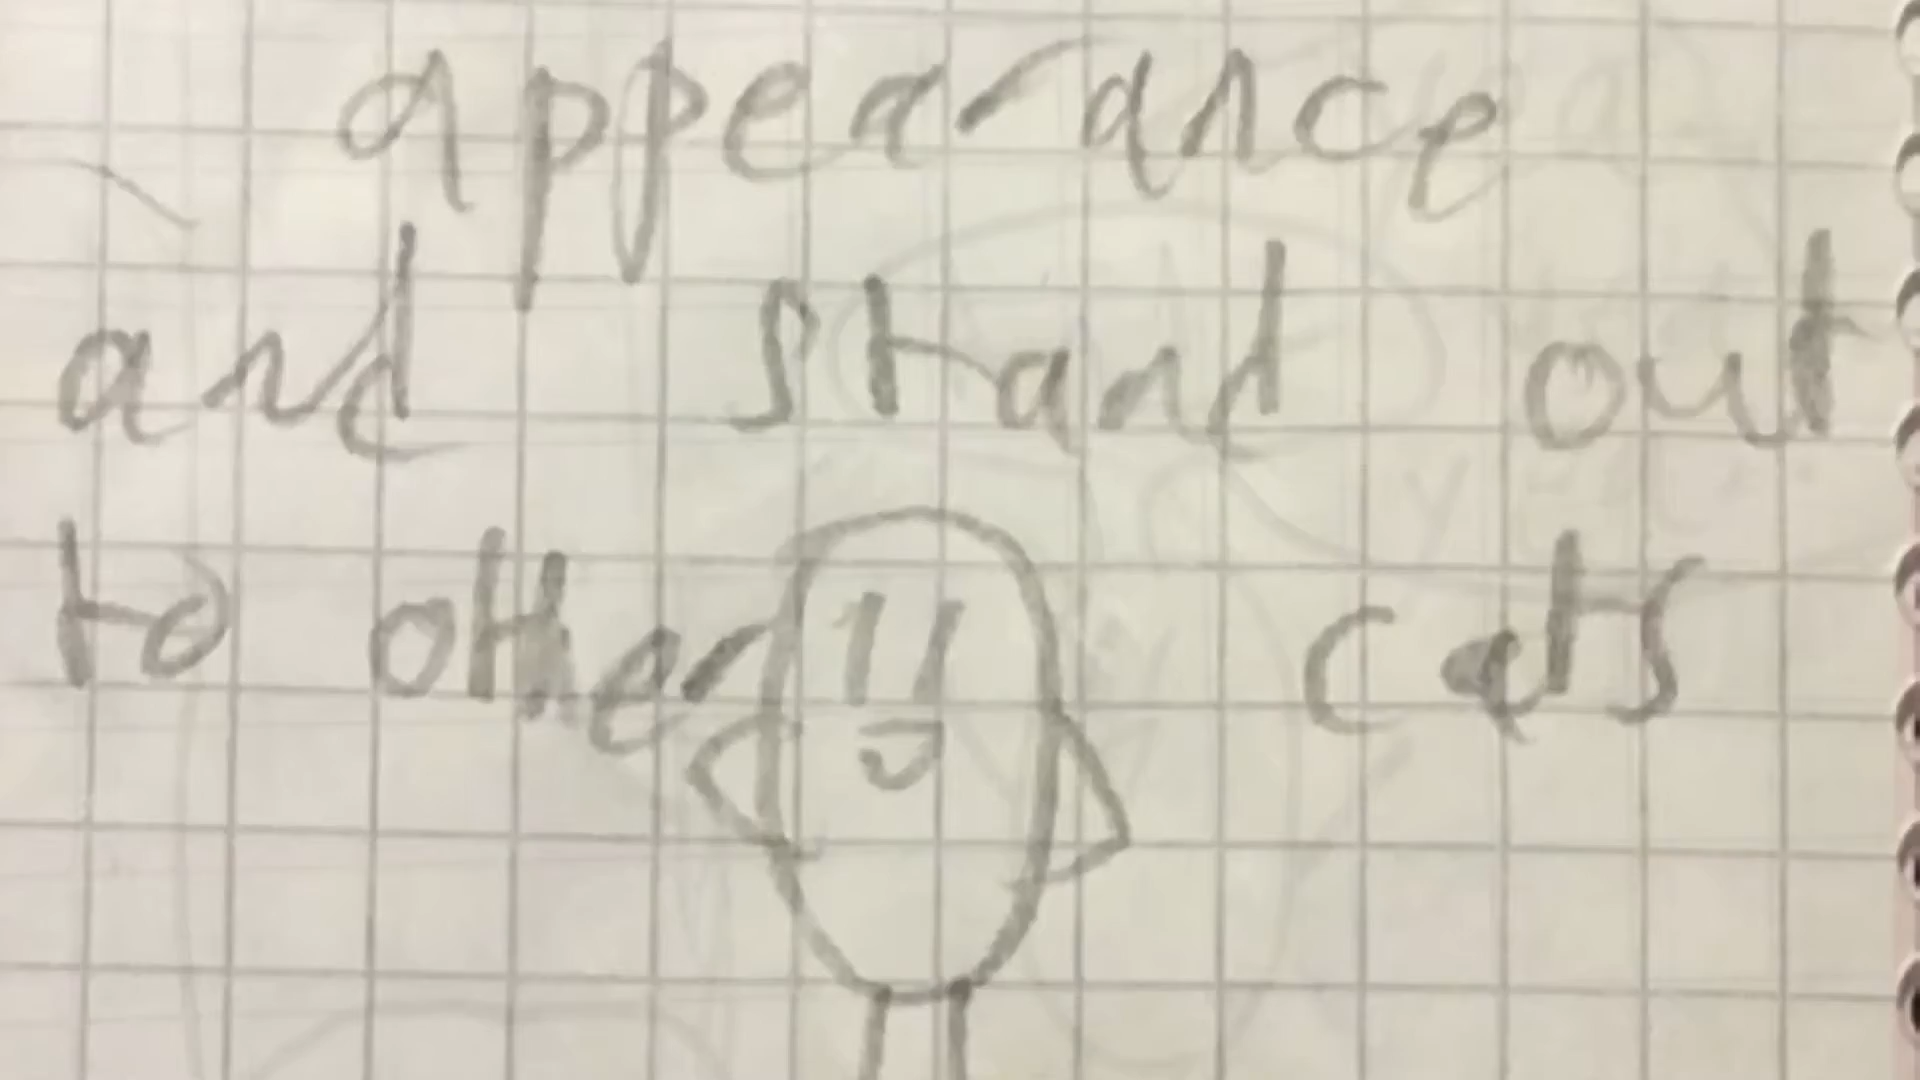 appearance
and stand out
to other cats